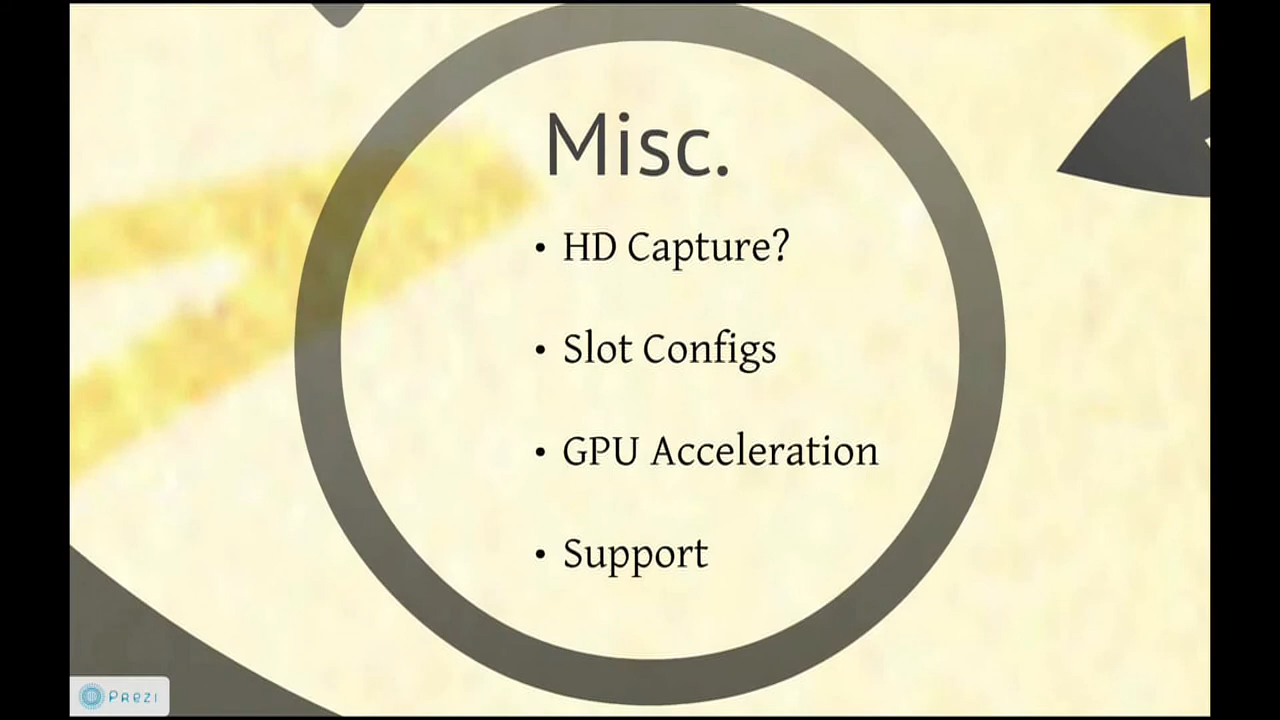 Misc.
• HD Capture?
• Slot Configs
• GPU Acceleration
• Support
Prezi